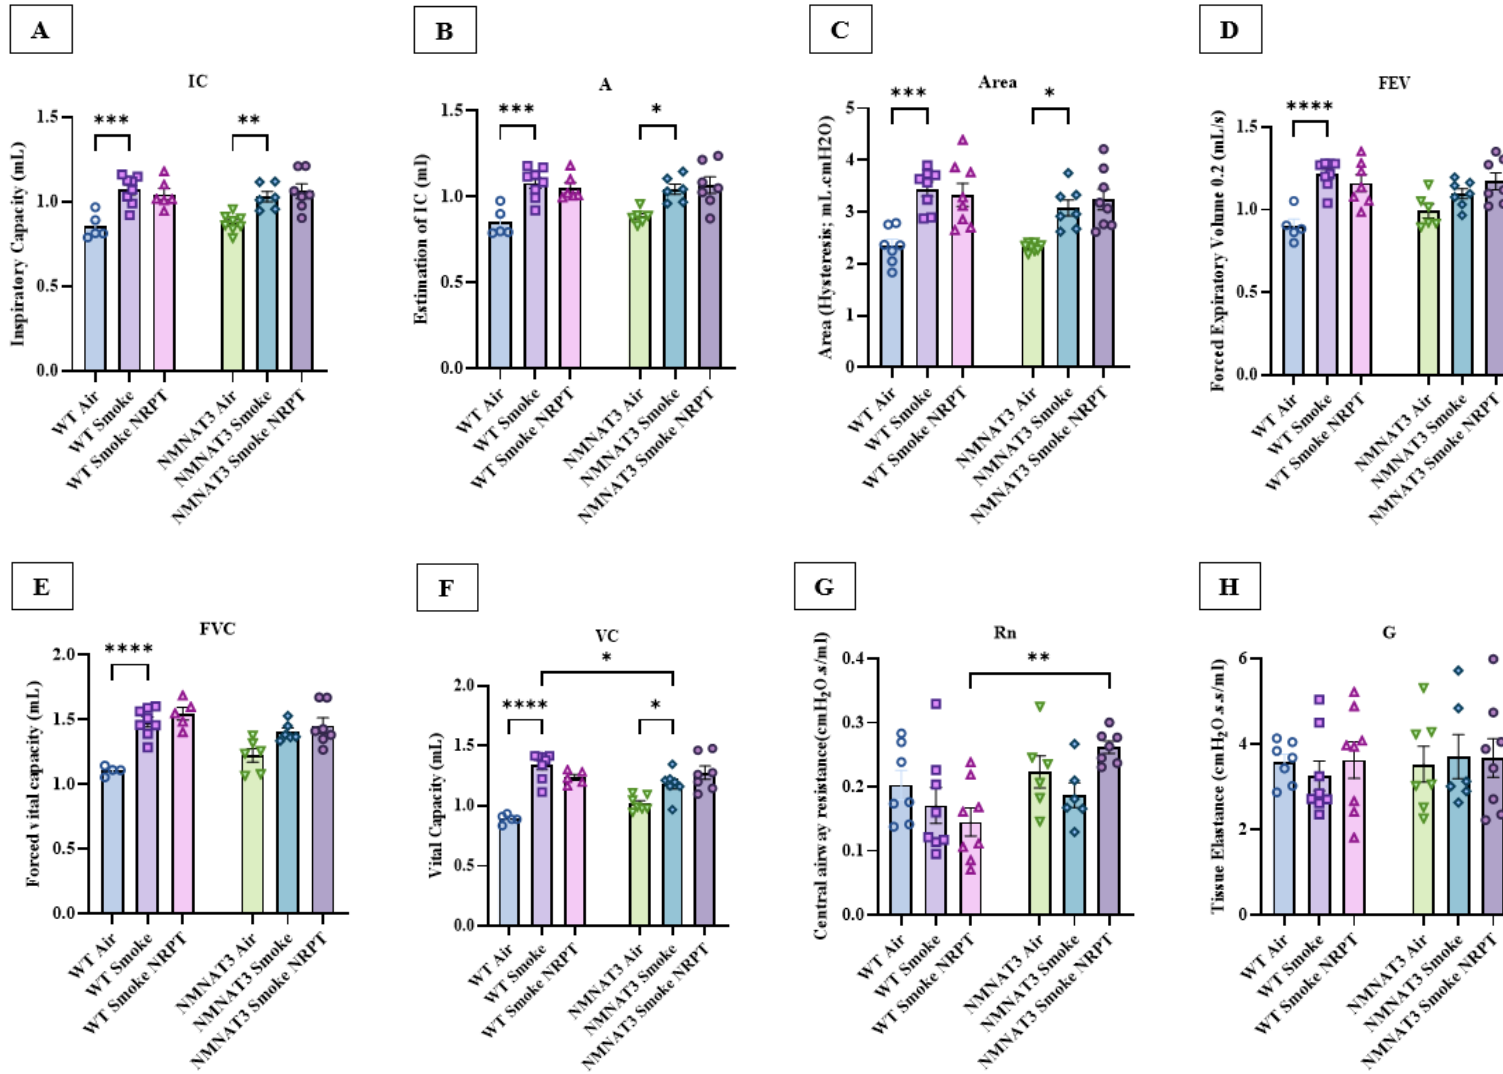 A
IC
Inspiratory Capacity (mL)
1.5
1.0
0.5
0.0
***
**
WT Air
WT Smoke
WT Smoke NRPT
NMNAT3 Air
NMNAT3 Smoke
NMNAT3 Smoke NRPT
B
A
Estimation of IC (ml)
1.5
1.0
0.5
0.0
***
*
WT Air
WT Smoke
WT Smoke NRPT
NMNAT3 Air
NMNAT3 Smoke
NMNAT3 Smoke NRPT
C
Area
Area (Hysteresis; mL.cmH2O)
5
4
3
2
1
0
***
*
WT Air
WT Smoke
WT Smoke NRPT
NMNAT3 Air
NMNAT3 Smoke
NMNAT3 Smoke NRPT
D
FEV
Forced Expiratory Volume 0.2 (mL/s)
1.5
1.0
0.5
0.0
****
WT Air
WT Smoke
WT Smoke NRPT
NMNAT3 Air
NMNAT3 Smoke
NMNAT3 Smoke NRPT
E
FVC
Forced vital capacity (mL)
2.0
1.5
1.0
0.5
0.0
****
WT Air
WT Smoke
WT Smoke NRPT
NMNAT3 Air
NMNAT3 Smoke
NMNAT3 Smoke NRPT
F
VC
Vital Capacity (mL)
2.0
1.5
1.0
0.5
0.0
*
****
*
WT Air
WT Smoke
WT Smoke NRPT
NMNAT3 Air
NMNAT3 Smoke
NMNAT3 Smoke NRPT
G
Rn
Central airway resistance(cmH₂O.s/ml)
0.4
0.3
0.2
0.1
0.0
**
WT Air
WT Smoke
WT Smoke NRPT
NMNAT3 Air
NMNAT3 Smoke
NMNAT3 Smoke NRPT
H
G
Tissue Elastance (cmH₂O.s/ml)
6
4
2
0
WT Air
WT Smoke
WT Smoke NRPT
NMNAT3 Air
NMNAT3 Smoke
NMNAT3 Smoke NRPT